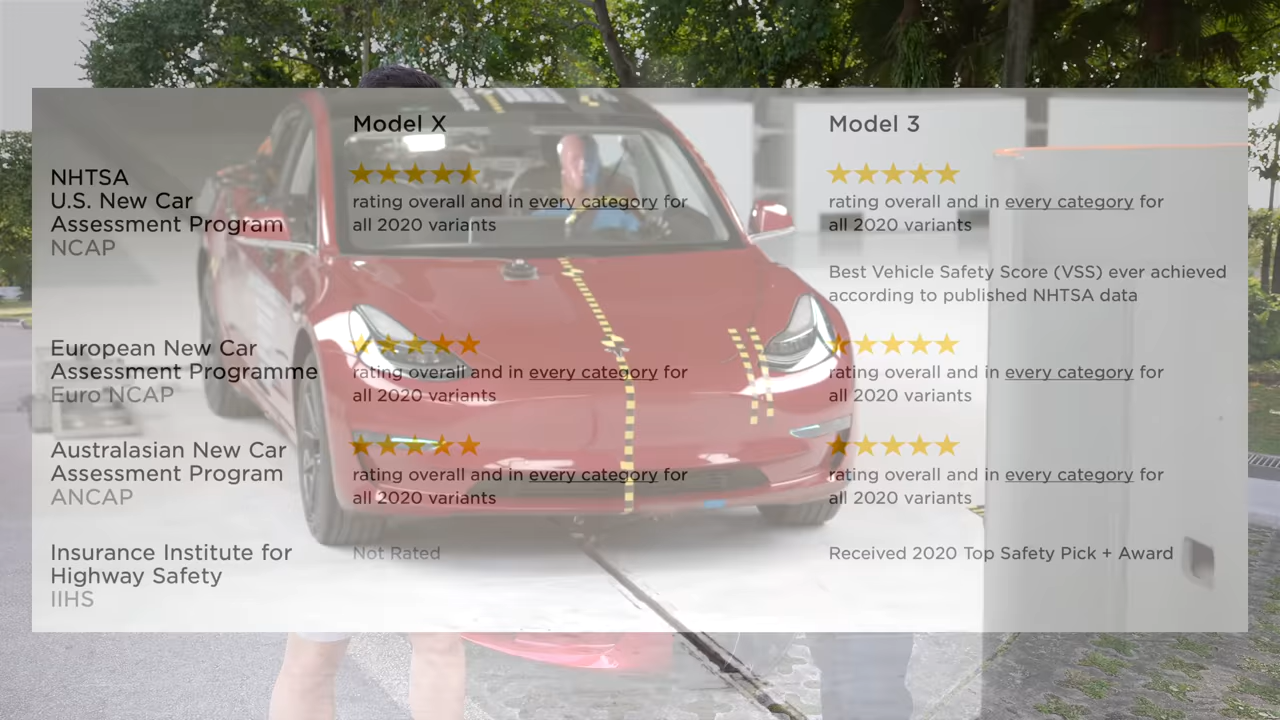 Model X
Model 3
NHTSA
U.S. New Car
Assessment Program
NCAP
rating overall and in every category for
all 2020 variants
rating overall and in every category for
all 2020 variants
Best Vehicle Safety Score (VSS) ever achieved
according to published NHTSA data
European New Car
Assessment Programme
Euro NCAP
rating overall and in every category for
all 2020 variants
rating overall and in every category for
all 2020 variants
Australasian New Car
Assessment Program
ANCAP
rating overall and in every category for
all 2020 variants
rating overall and in every category for
all 2020 variants
Insurance Institute for
Highway Safety
IIHS
Not Rated
Received 2020 Top Safety Pick + Award